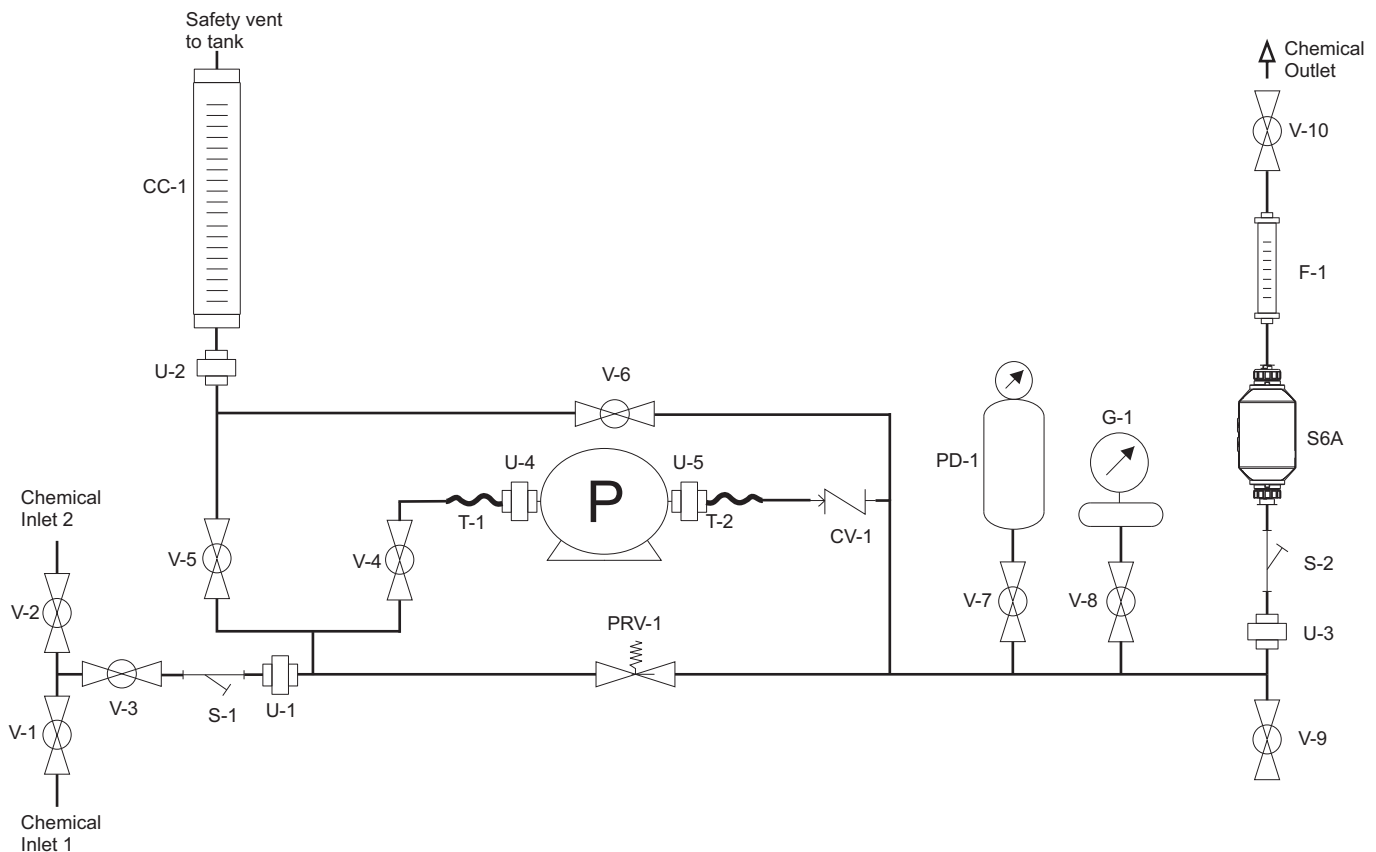 Safety vent
to tank
Chemical
Outlet
V-10
CC-1
F-1
U-2
V-6
G-1
S6A
U-4
U-5
PD-1
Chemical
Inlet 2
T-1
P
T-2
CV-1
V-5
V-4
S-2
V-2
V-7
V-8
PRV-1
U-3
V-3
S-1
U-1
V-1
V-9
Chemical
Inlet 1